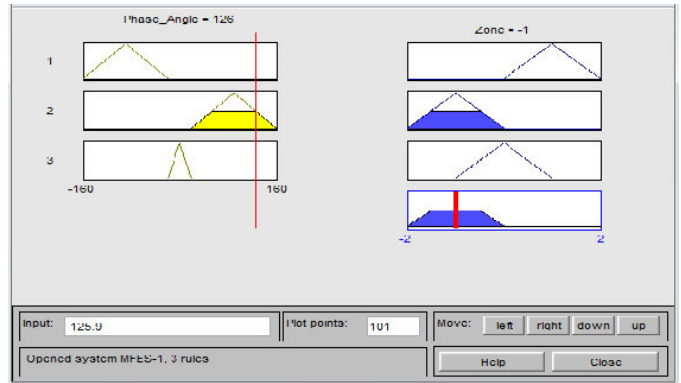 Phase_Angle = 126
Zone = -1
1
2
3
-160 160
-2 2
Input: 125.9
Plot points: 101
Move: left right down up
Opened system MFES-1, 3 rules
Help Close